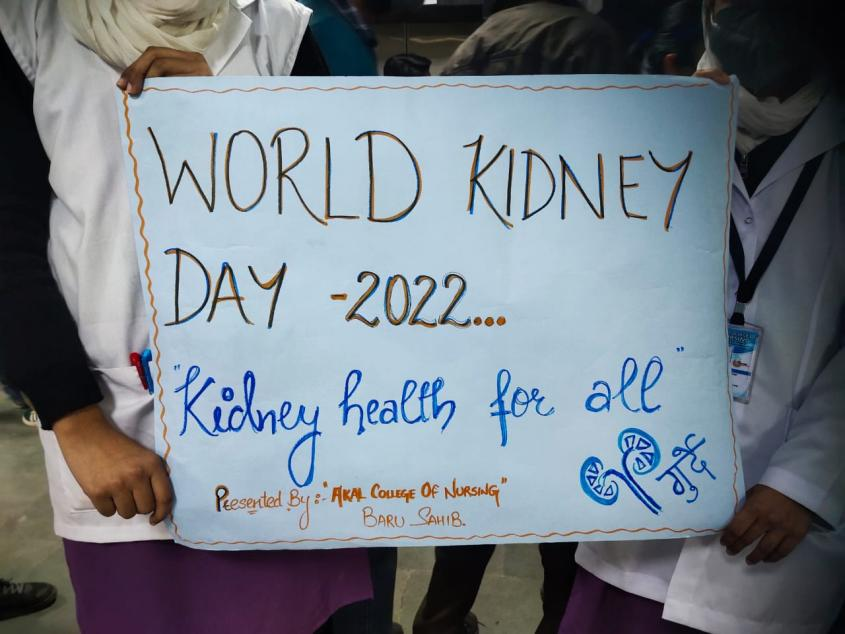 WORLD KIDNEY
DAY - 2022...
"Kidney health for all"
गुर्दे
Presented By :- "AKAL COLLEGE OF NURSING"
BARU SAHIB.